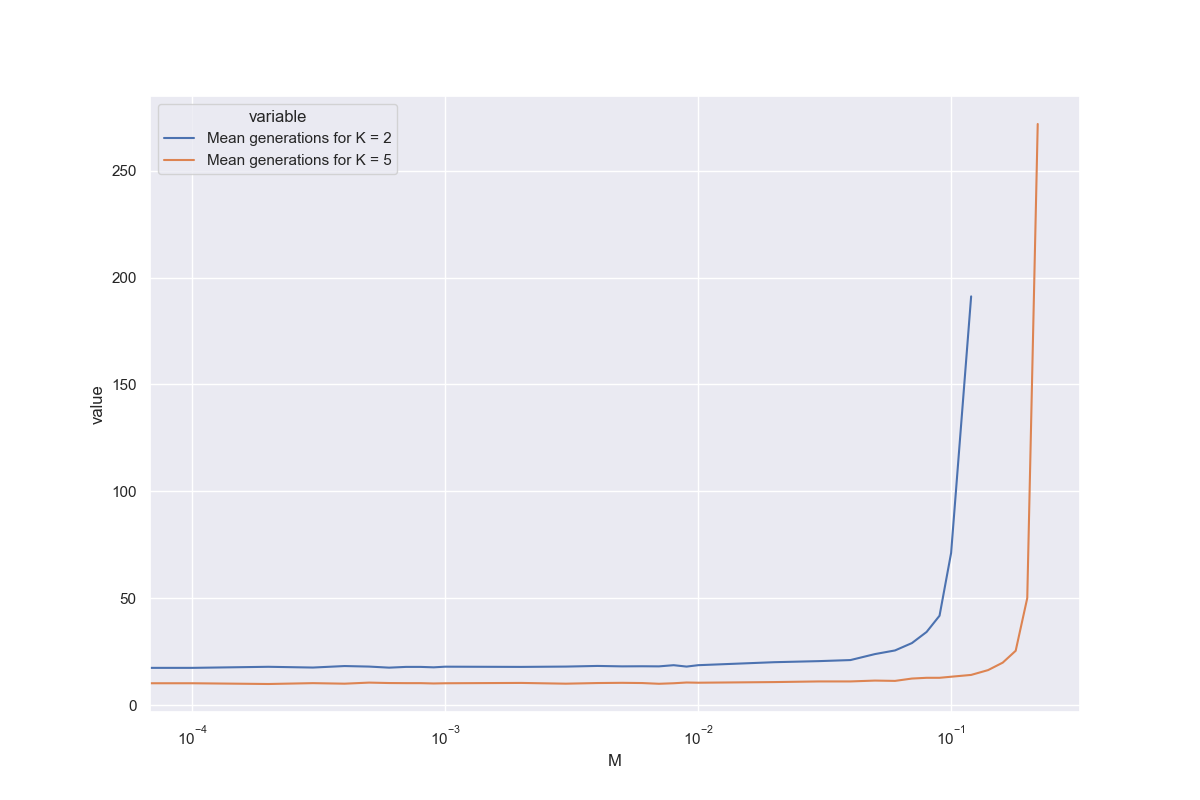 variable
Mean generations for K = 2
Mean generations for K = 5
250
200
150
100
50
0
value
10⁻⁴ 10⁻³ 10⁻² 10⁻¹
M